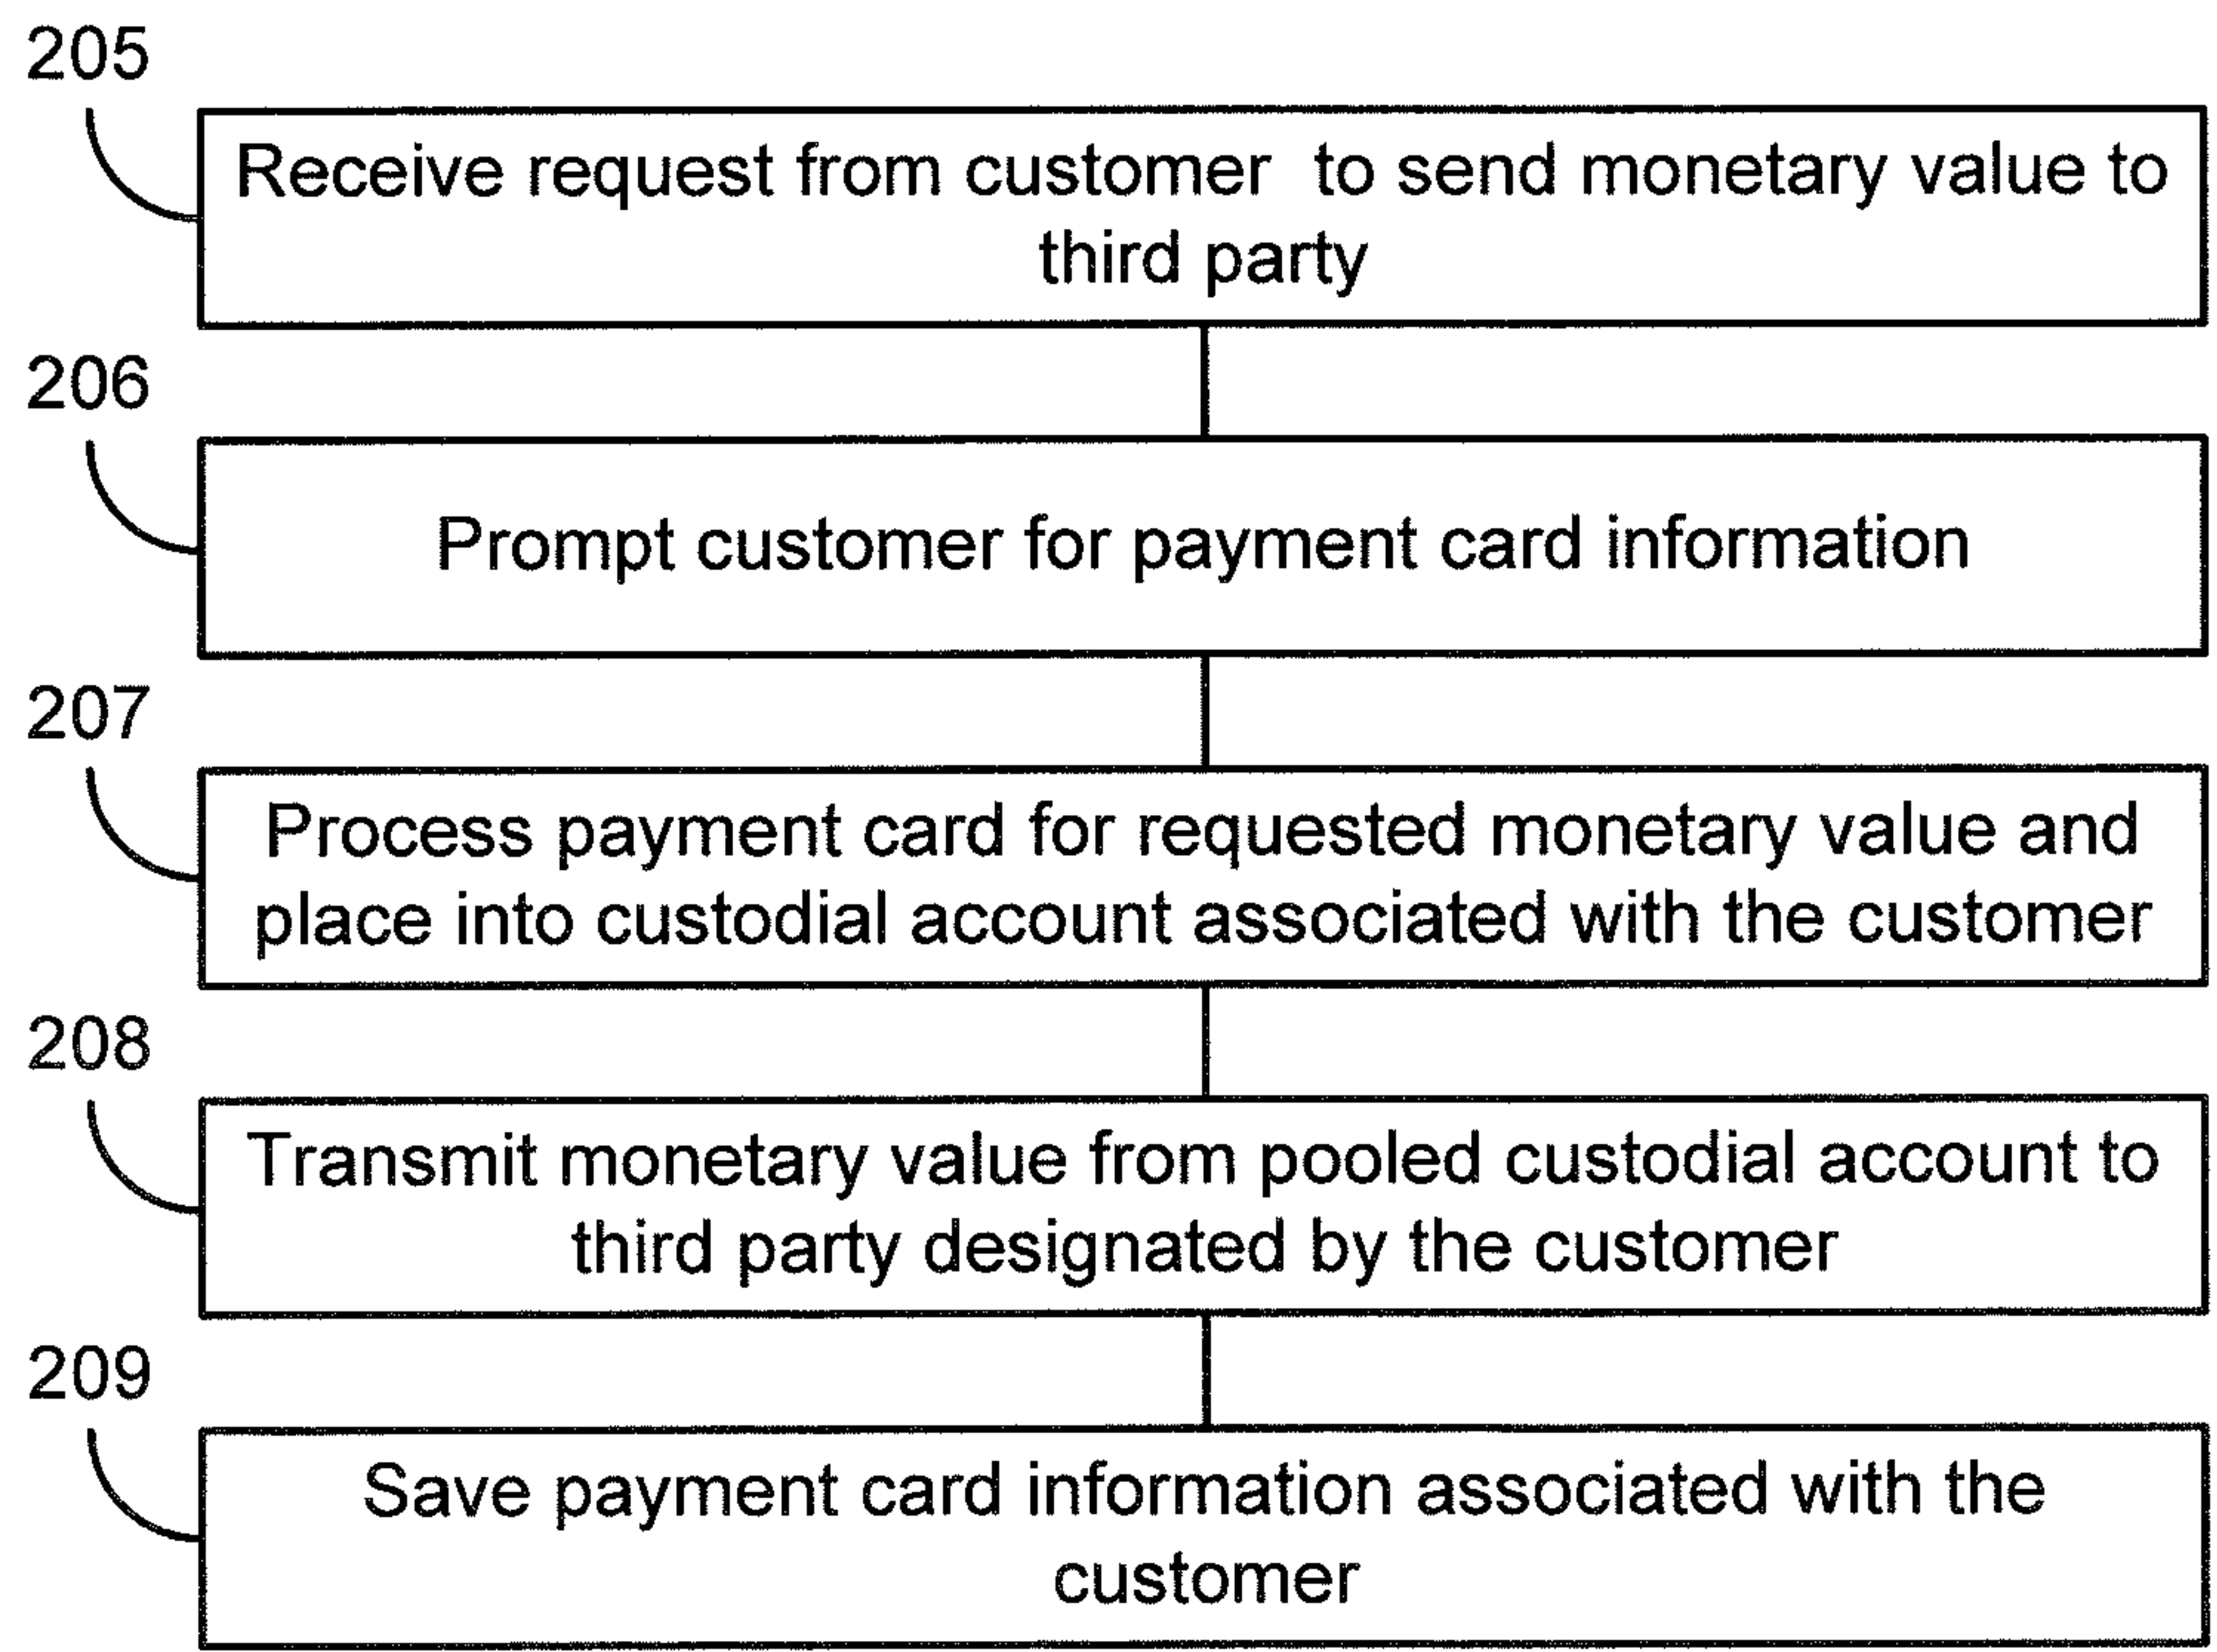 205
Receive request from customer to send monetary value to
third party
206
Prompt customer for payment card information
207
Process payment card for requested monetary value and
place into custodial account associated with the customer
208
Transmit monetary value from pooled custodial account to
third party designated by the customer
209
Save payment card information associated with the
customer